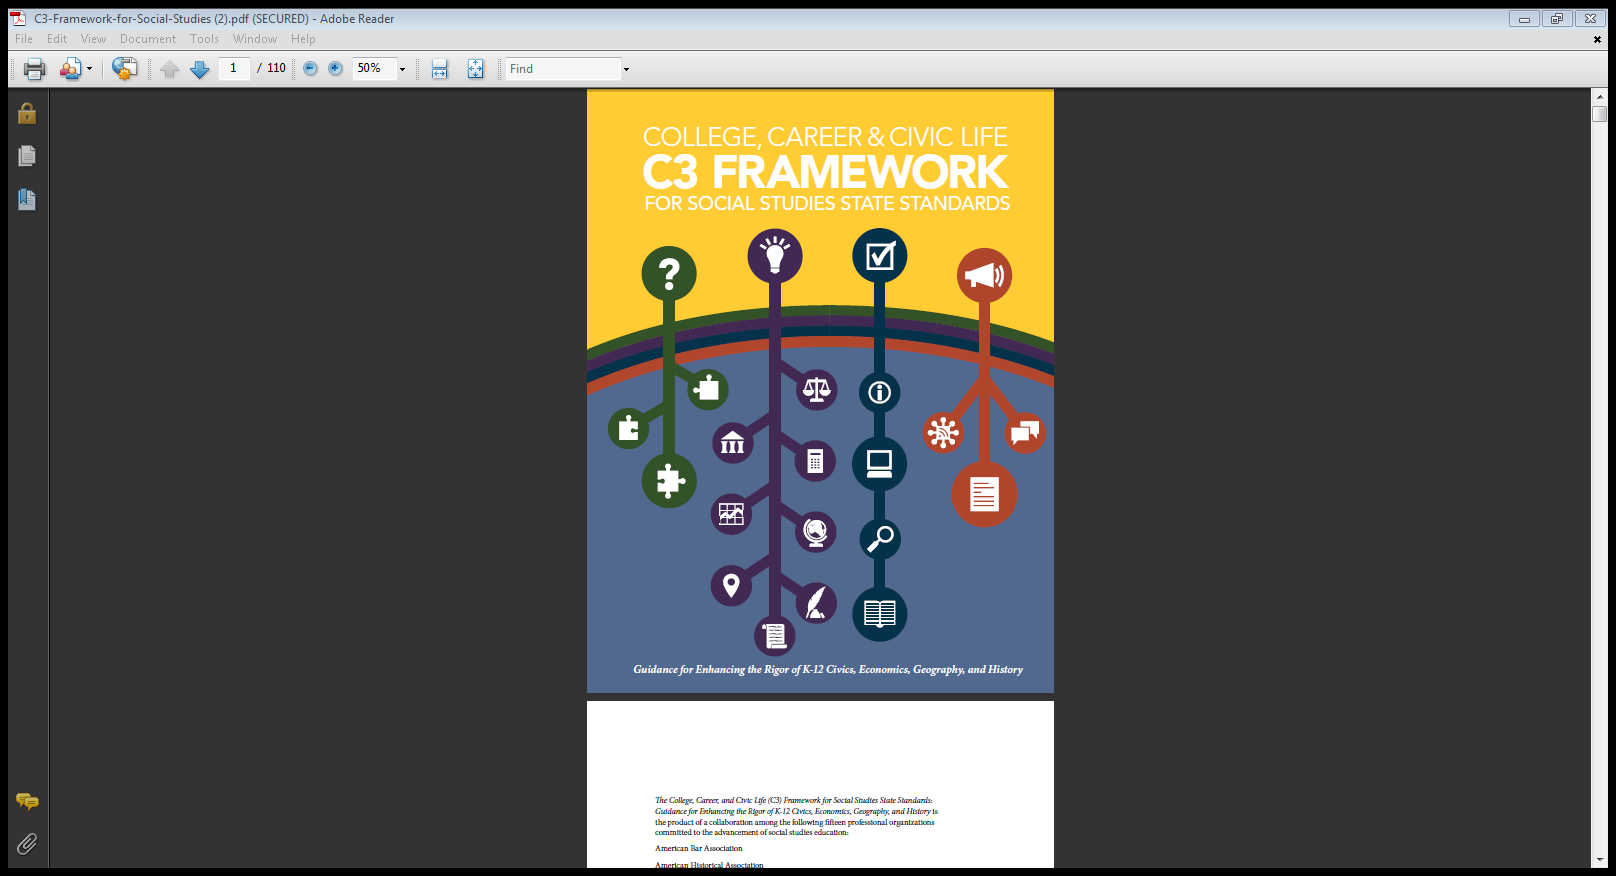 C3-Framework-for-Social-Studies (2).pdf (SECURED) - Adobe Reader
File Edit View Document Tools Window Help
1 / 110 50% Find
COLLEGE, CAREER & CIVIC LIFE
C3 FRAMEWORK
FOR SOCIAL STUDIES STATE STANDARDS
?
Guidance for Enhancing the Rigor of K-12 Civics, Economics, Geography, and History
The College, Career, and Civic Life (C3) Framework for Social Studies State Standards:
Guidance for Enhancing the Rigor of K-12 Civics, Economics, Geography, and History is
the product of a collaboration among the following fifteen professional organizations
committed to the advancement of social studies education:
American Bar Association
American Historical Association